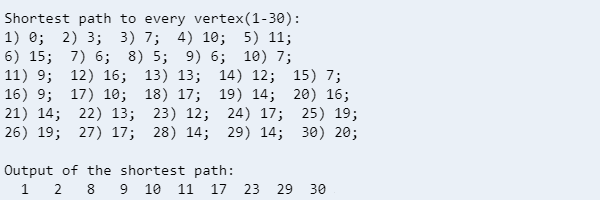 Shortest path to every vertex(1-30):
1) 0;  2) 3;  3) 7;  4) 10;  5) 11;
6) 15;  7) 6;  8) 5;  9) 6;  10) 7;
11) 9;  12) 16;  13) 13;  14) 12;  15) 7;
16) 9;  17) 10;  18) 17;  19) 14;  20) 16;
21) 14;  22) 13;  23) 12;  24) 17;  25) 19;
26) 19;  27) 17;  28) 14;  29) 14;  30) 20;
Output of the shortest path:
1   2   8   9  10  11  17  23  29  30